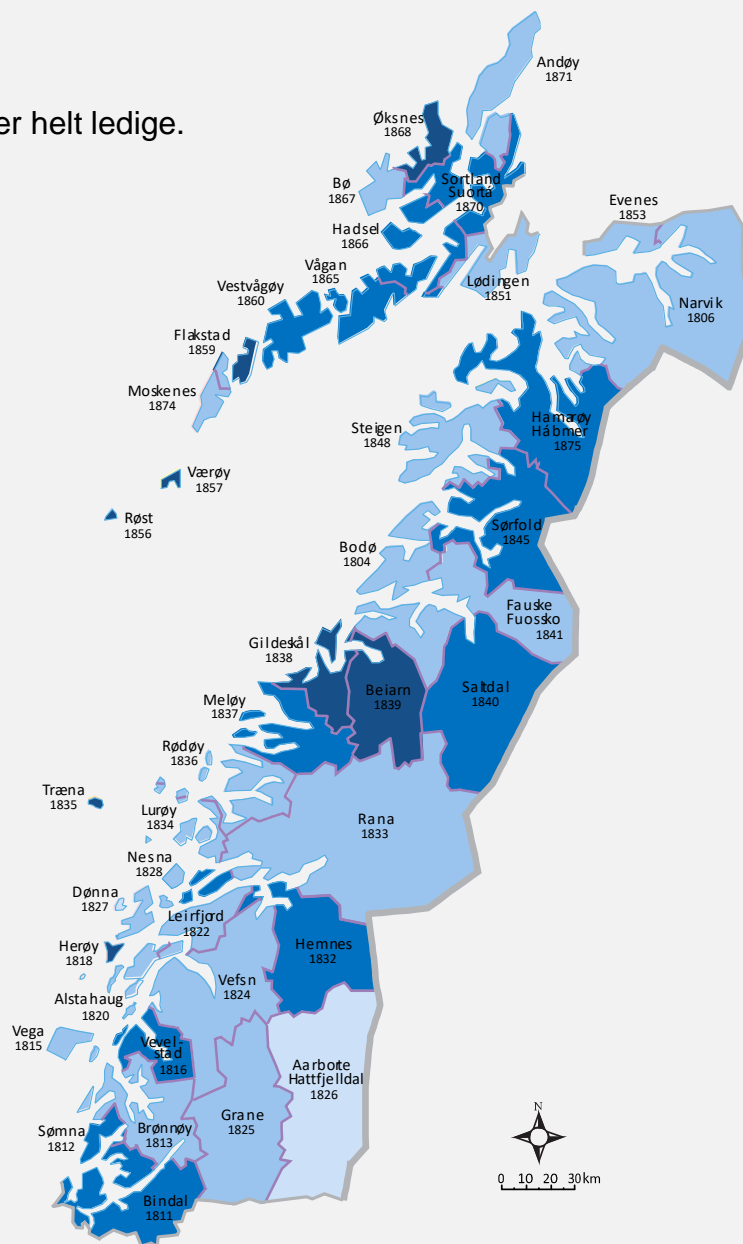 er helt ledige.
Andøy
1871
Øksnes
1868
Bø
1867
Sortland
Suortá
1870
Evenes
1853
Hadsel
1866
Vågan
1865
Lødingen
1851
Vestvågøy
1860
Narvik
1806
Flakstad
1859
Moskenes
1874
Steigen
1848
Hamarøy
Hábmer
1875
Værøy
1857
Røst
1856
Sørfold
1845
Bodø
1804
Fauske
Fuossko
1841
Gildeskål
1838
Beiarn
1839
Saltdal
1840
Meløy
1837
Rødøy
1836
Træna
1835
Lurøy
1834
Rana
1833
Nesna
1828
Dønna
1827
Leirfjord
1822
Herøy
1818
Hemnes
1832
Vefsn
1824
Alstahaug
1820
Vega
1815
Vevel-
stad
1816
Aarborte
Hattfjelldal
1826
Sømna
1812
Brønnøy
1813
Grane
1825
Bindal
1811
N
0 10 20 30km